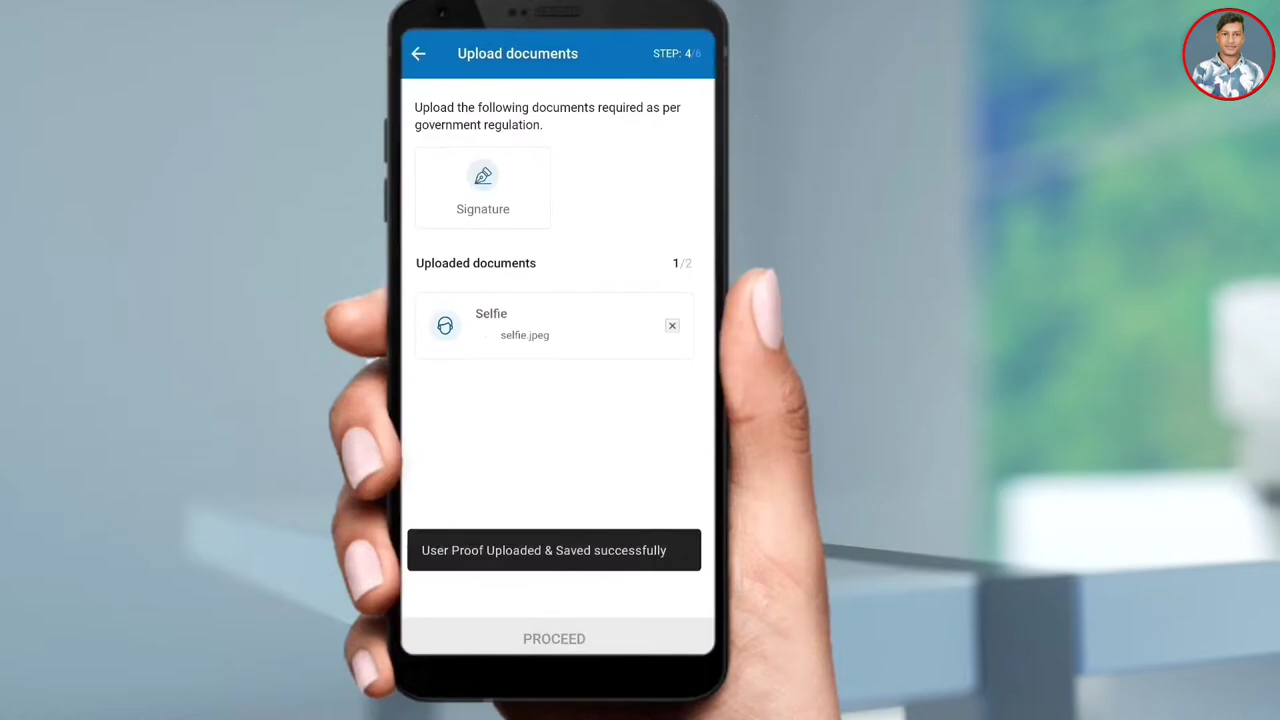 Upload documents
STEP: 4/6
Upload the following documents required as per
government regulation.
Signature
Uploaded documents
1/2
Selfie
selfie.jpeg
User Proof Uploaded & Saved successfully
PROCEED